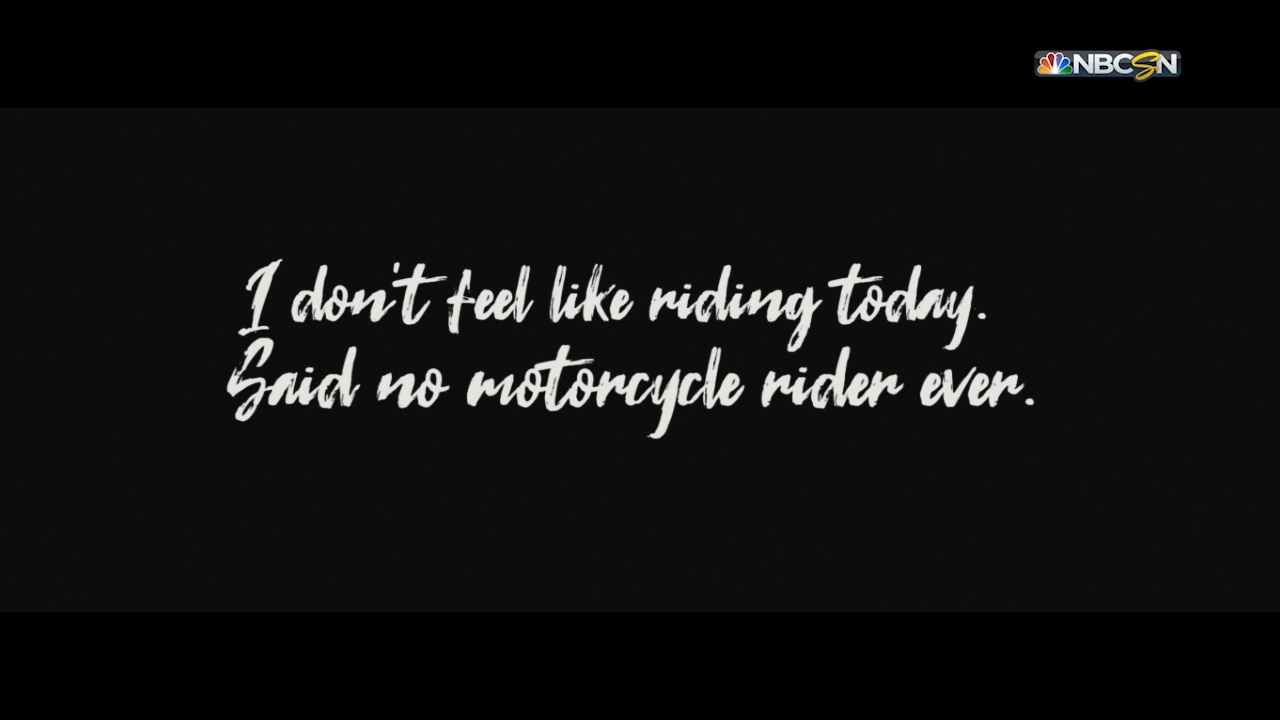 NBCSN
I don't feel like riding today.
Said no motorcycle rider ever.